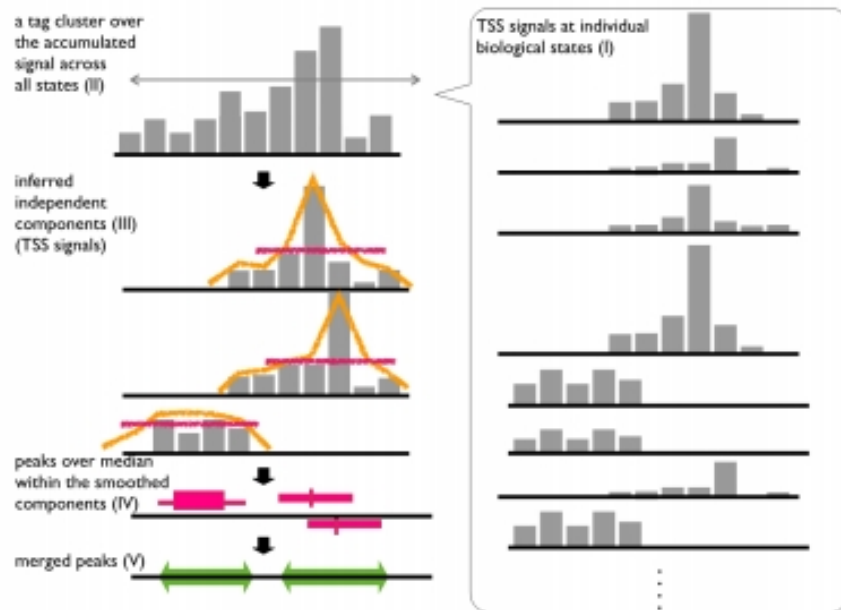 a tag cluster over
the accumulated
signal across
all states (II)
TSS signals at individual
biological states (I)
inferred
independent
components (III)
(TSS signals)
peaks over median
within the smoothed
components (IV)
merged peaks (V)